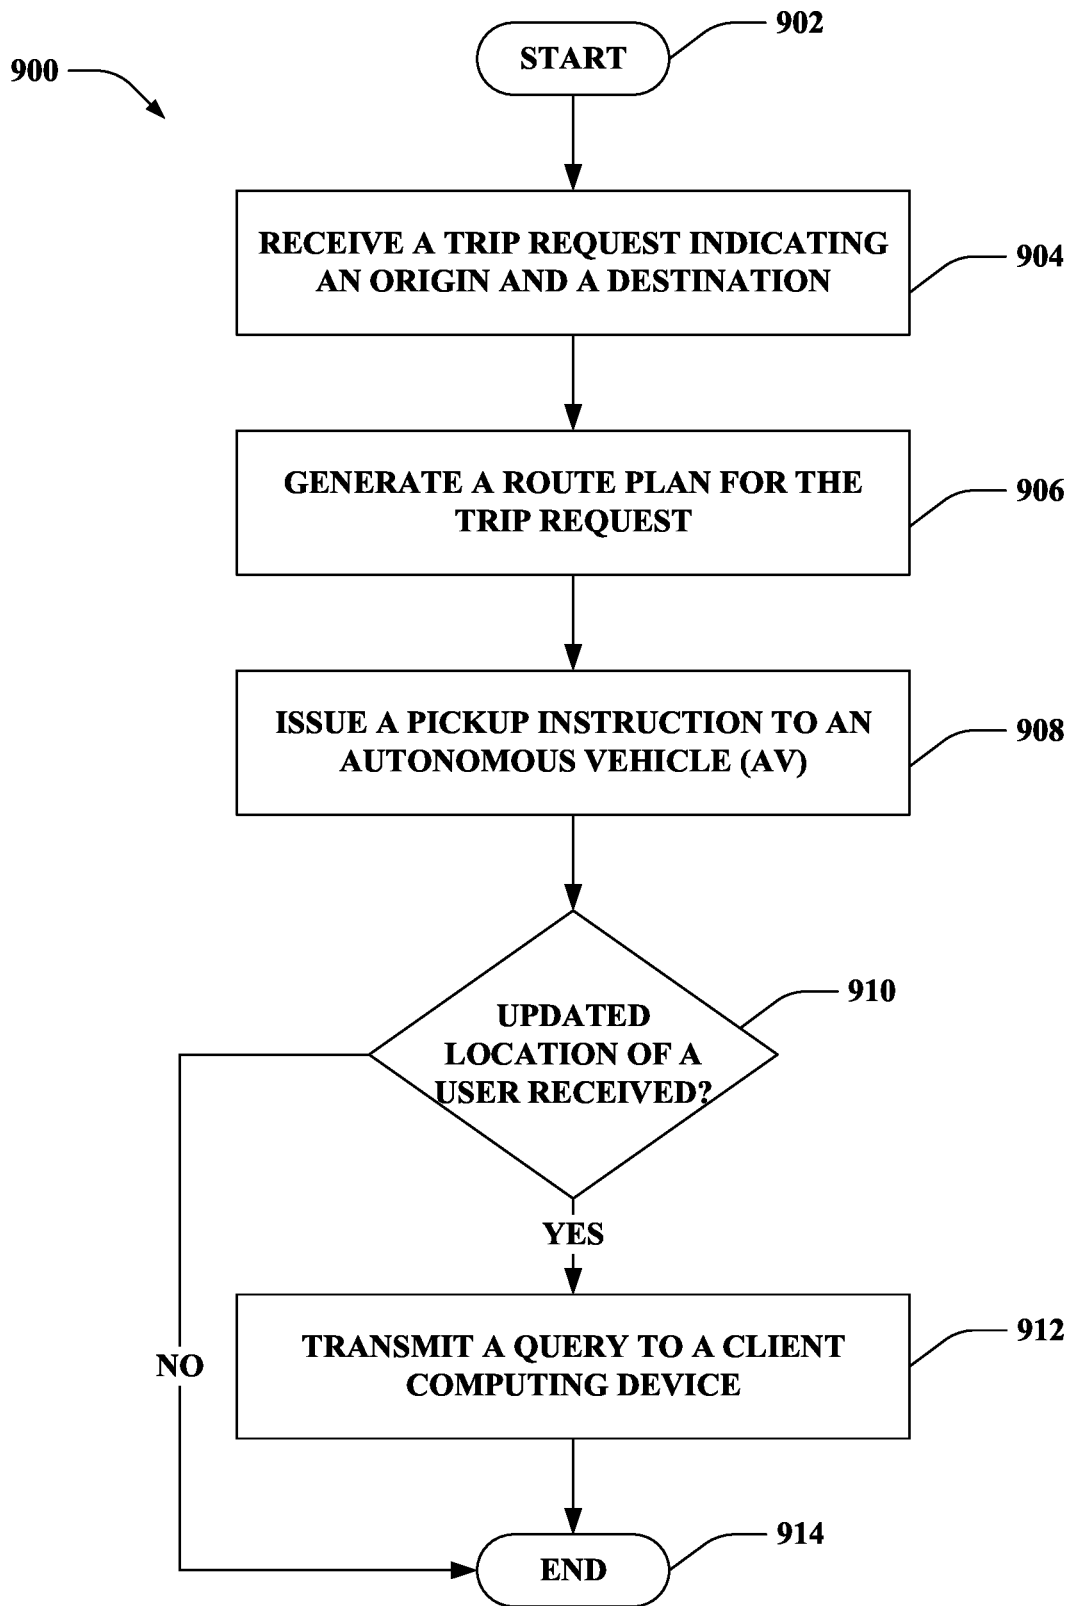 902
START
900
RECEIVE A TRIP REQUEST INDICATING
AN ORIGIN AND A DESTINATION
904
GENERATE A ROUTE PLAN FOR THE
TRIP REQUEST
906
ISSUE A PICKUP INSTRUCTION TO AN
AUTONOMOUS VEHICLE (AV)
908
UPDATED
LOCATION OF A
USER RECEIVED?
910
YES
TRANSMIT A QUERY TO A CLIENT
COMPUTING DEVICE
912
NO
END
914